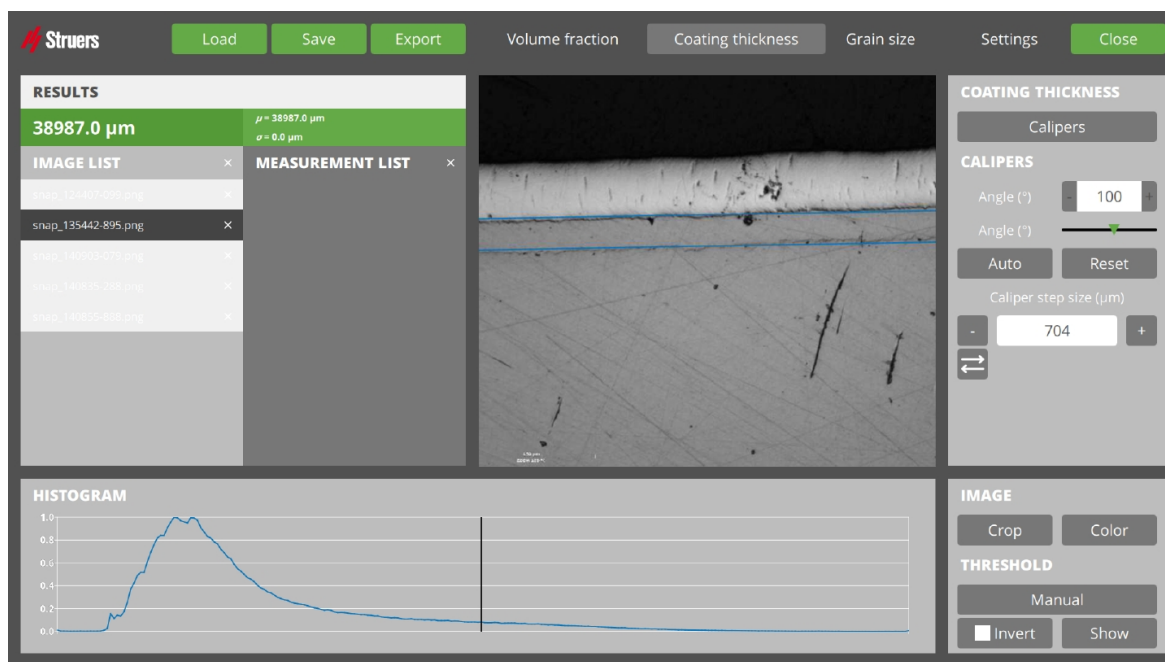 Struers
Load
Save
Export
Volume fraction
Coating thickness
Grain size
Settings
Close
RESULTS
38987.0 μm
μ = 38987.0 μm
σ = 0.0 μm
IMAGE LIST ×
MEASUREMENT LIST ×
snap_135442-895.png ×
COATING THICKNESS
Calipers
CALIPERS
Angle (°) - 100 +
Angle (°)
Auto
Reset
Caliper step size (μm)
- 704 +
HISTOGRAM
1.0
0.8
0.6
0.4
0.2
0.0
IMAGE
Crop
Color
THRESHOLD
Manual
Invert
Show